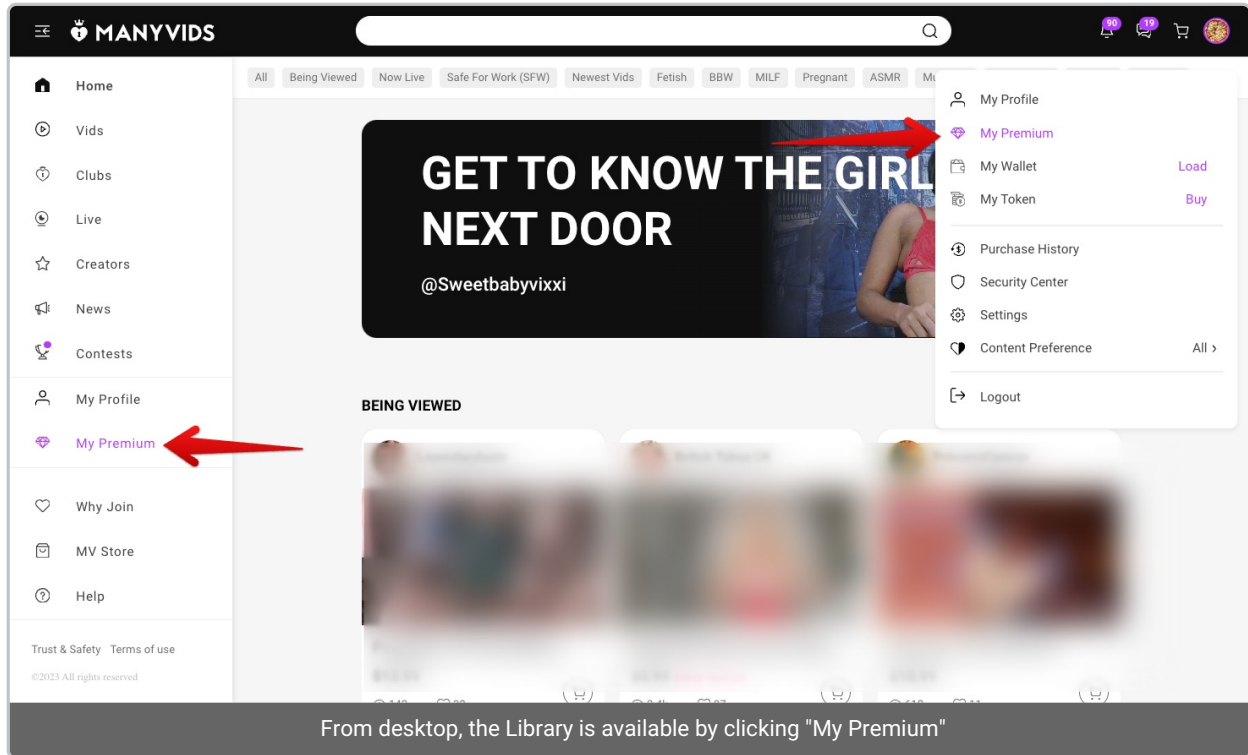 MANYVIDS
90
19
Home
Vids
Clubs
Live
Creators
News
Contests
My Profile
My Premium
Why Join
MV Store
Help
Trust & Safety Terms of use
©2023 All rights reserved
All Being Viewed Now Live Safe For Work (SFW) Newest Vids Fetish BBW MILF Pregnant ASMR
GET TO KNOW THE GIRL
NEXT DOOR
@Sweetbabyvixxi
My Profile
My Premium
My Wallet Load
My Token Buy
Purchase History
Security Center
Settings
Content Preference All ›
Logout
BEING VIEWED
From desktop, the Library is available by clicking "My Premium"